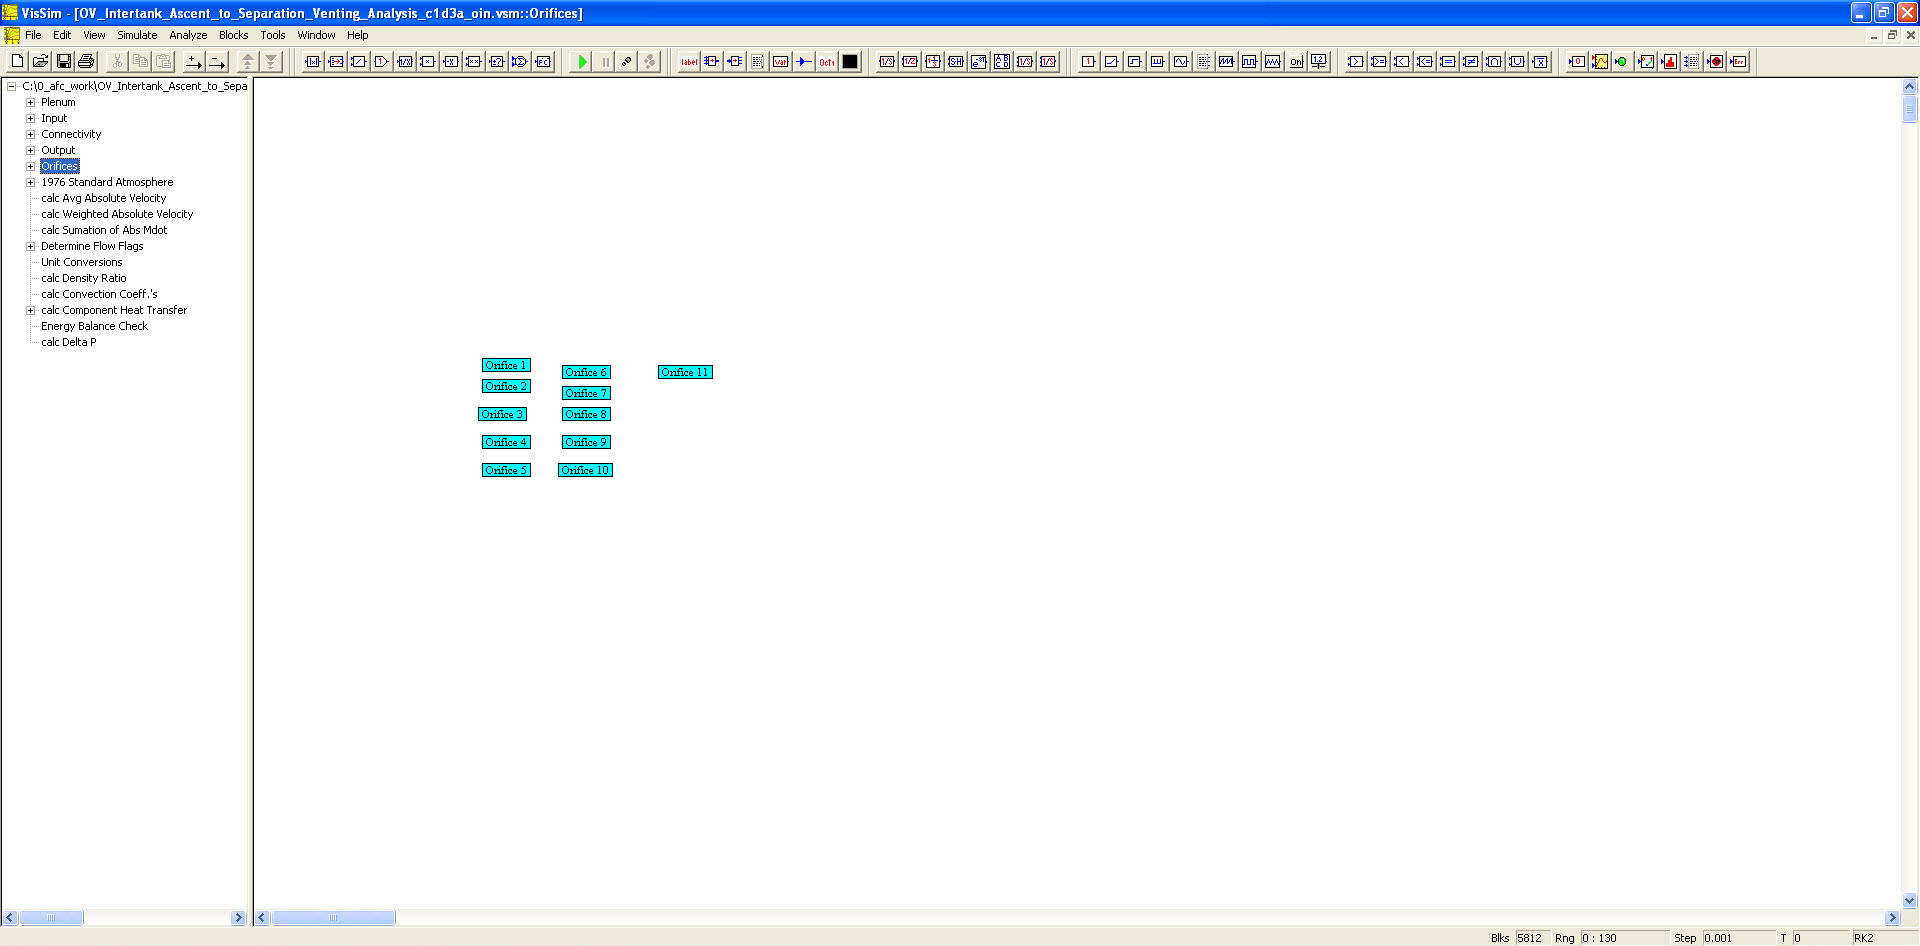 VisSim - [OV_Intertank_Ascent_to_Separation_Venting_Analysis_c1d3a_oin.vsm::Orifices]
File Edit View Simulate Analyze Blocks Tools Window Help
label
var
On
C:\0_afc_work\OV_Intertank_Ascent_to_Sepa
Plenum
Input
Connectivity
Output
Orifices
1976 Standard Atmosphere
calc Avg Absolute Velocity
calc Weighted Absolute Velocity
calc Sumation of Abs Mdot
Determine Flow Flags
Unit Conversions
calc Density Ratio
calc Convection Coeff.'s
calc Component Heat Transfer
Energy Balance Check
calc Delta P
Orifice 1
Orifice 2
Orifice 3
Orifice 4
Orifice 5
Orifice 6
Orifice 7
Orifice 8
Orifice 9
Orifice 10
Orifice 11
Blks 5812 Rng 0 : 130 Step 0.001 T 0 RK2